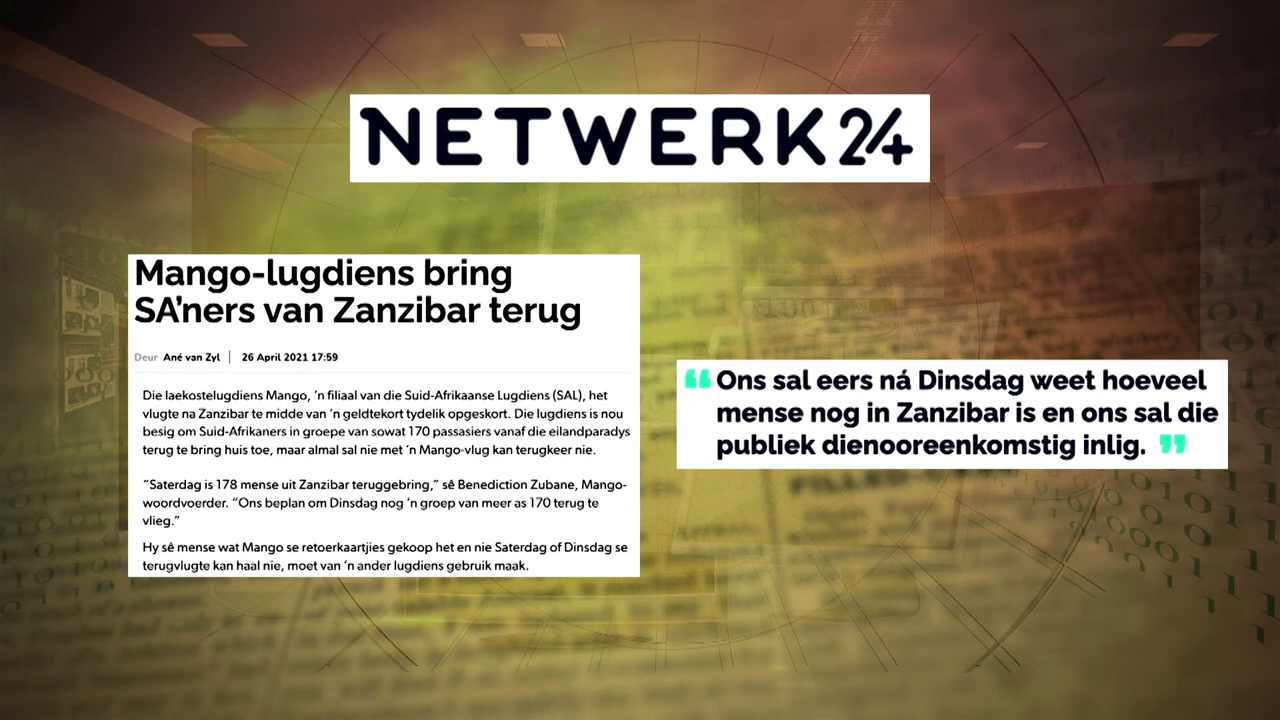 NETWERK24
Mango-lugdiens bring
SA'ners van Zanzibar terug
Deur Ané van Zyl | 26 April 2021 17:59
Die laekostelugdiens Mango, 'n filiaal van die Suid-Afrikaanse Lugdiens (SAL), het
vlugte na Zanzibar te midde van 'n geldtekort tydelik opgeskort. Die lugdiens is nou
besig om Suid-Afrikaners in groepe van sowat 170 passasiers vanaf die eilandparadys
terug te bring huis toe, maar almal sal nie met 'n Mango-vlug kan terugkeer nie.
“Saterdag is 178 mense uit Zanzibar teruggebring,” sê Benediction Zubane, Mango-
woordvoerder. “Ons beplan om Dinsdag nog 'n groep van meer as 170 terug te
vlieg.”
Hy sê mense wat Mango se retoerkaartjies gekoop het en nie Saterdag of Dinsdag se
terugvlugte kan haal nie, moet van 'n ander lugdiens gebruik maak.
“Ons sal eers ná Dinsdag weet hoeveel
mense nog in Zanzibar is en ons sal die
publiek dienooreenkomstig inlig.”